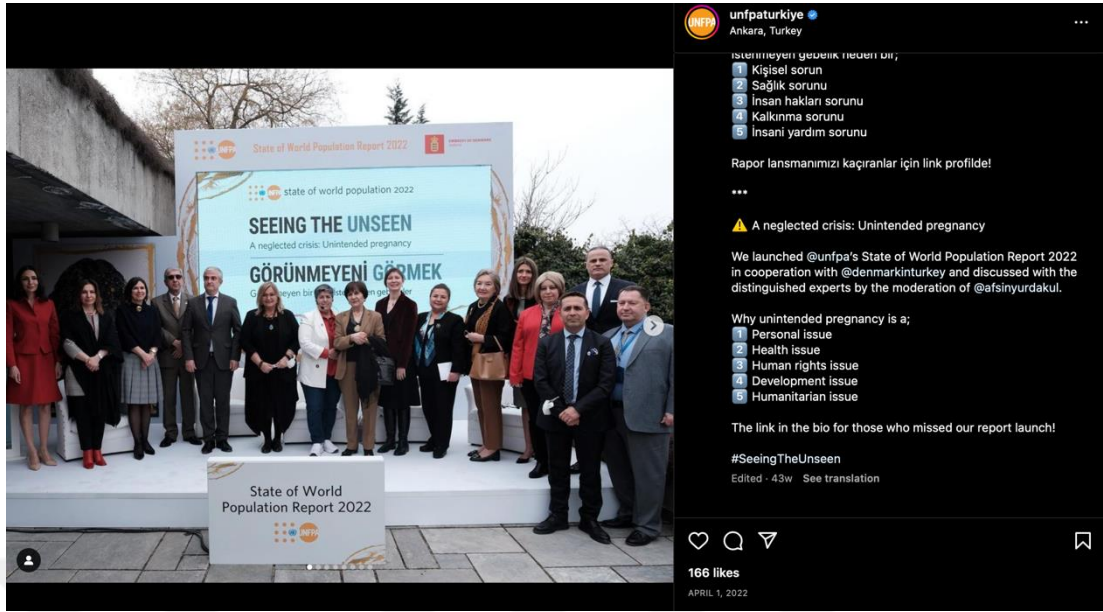 UNFPA
State of World Population Report 2022
UNFPA
state of world population 2022
SEEING THE UNSEEN
A neglected crisis: Unintended pregnancy
GÖRÜNMEYENİ GÖRMEK
State of World
Population Report 2022
UNFPA
UNFPA
unfpaturkiye
Ankara, Turkey
istenmeyen gebelik neden bir;
1 Kişisel sorun
2 Sağlık sorunu
3 İnsan hakları sorunu
4 Kalkınma sorunu
5 İnsani yardım sorunu
Rapor lansmanımızı kaçıranlar için link profilde!
•••
⚠️ A neglected crisis: Unintended pregnancy
We launched @unfpa's State of World Population Report 2022
in cooperation with @denmarkinturkey and discussed with the
distinguished experts by the moderation of @afsinyurdakul.
Why unintended pregnancy is a;
1 Personal issue
2 Health issue
3 Human rights issue
4 Development issue
5 Humanitarian issue
The link in the bio for those who missed our report launch!
#SeeingTheUnseen
Edited · 43w See translation
166 likes
APRIL 1, 2022